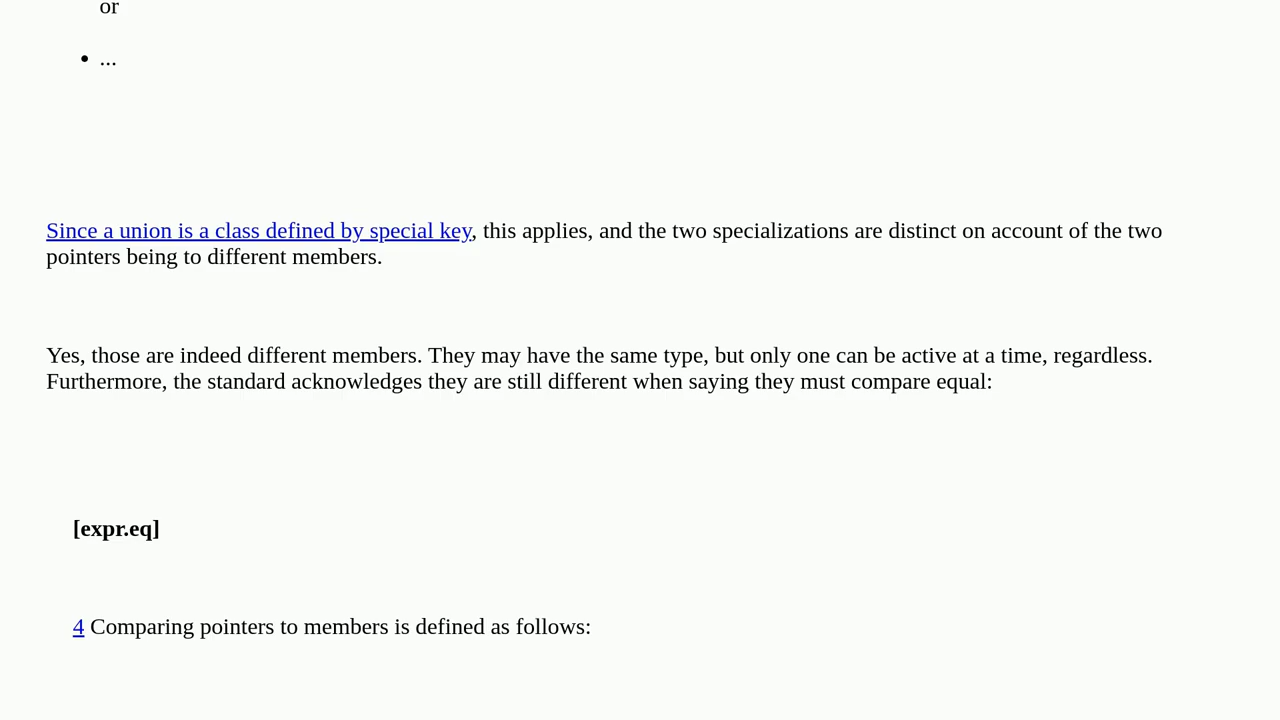 or
• ...
Since a union is a class defined by special key, this applies, and the two specializations are distinct on account of the two
pointers being to different members.
Yes, those are indeed different members. They may have the same type, but only one can be active at a time, regardless.
Furthermore, the standard acknowledges they are still different when saying they must compare equal:
[expr.eq]
4 Comparing pointers to members is defined as follows: